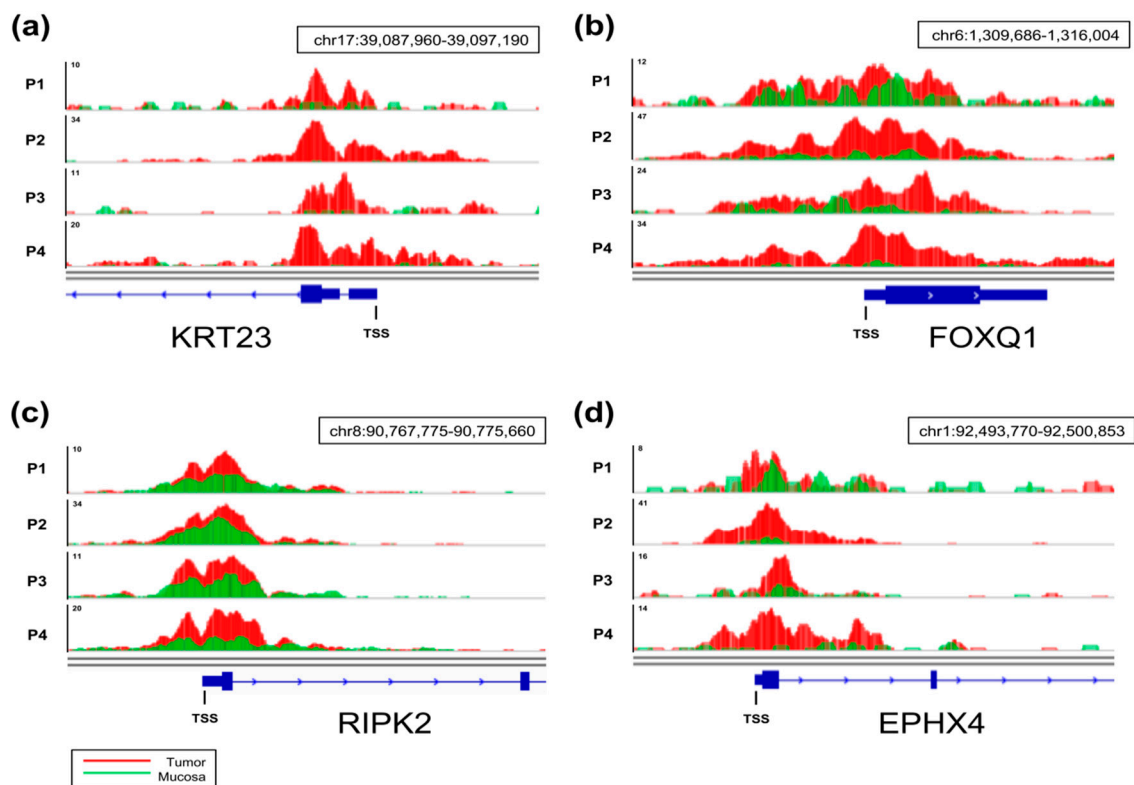 (a)
chr17:39,087,960-39,097,190
P1
10
P2
34
P3
11
P4
20
KRT23
TSS
(b)
chr6:1,309,686-1,316,004
P1
12
P2
47
P3
24
P4
34
TSS
FOXQ1
(c)
chr8:90,767,775-90,775,660
P1
10
P2
34
P3
11
P4
20
TSS
RIPK2
(d)
chr1:92,493,770-92,500,853
P1
8
P2
41
P3
16
P4
14
TSS
EPHX4
Tumor
Mucosa